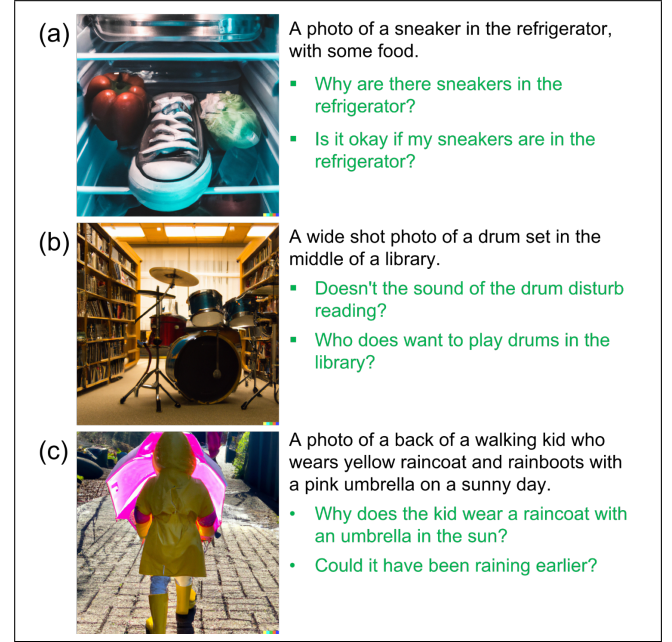 (a)
A photo of a sneaker in the refrigerator,
with some food.
▪ Why are there sneakers in the
refrigerator?
▪ Is it okay if my sneakers are in the
refrigerator?
(b)
A wide shot photo of a drum set in the
middle of a library.
▪ Doesn't the sound of the drum disturb
reading?
▪ Who does want to play drums in the
library?
(c)
A photo of a back of a walking kid who
wears yellow raincoat and rainboots with
a pink umbrella on a sunny day.
• Why does the kid wear a raincoat with
an umbrella in the sun?
• Could it have been raining earlier?